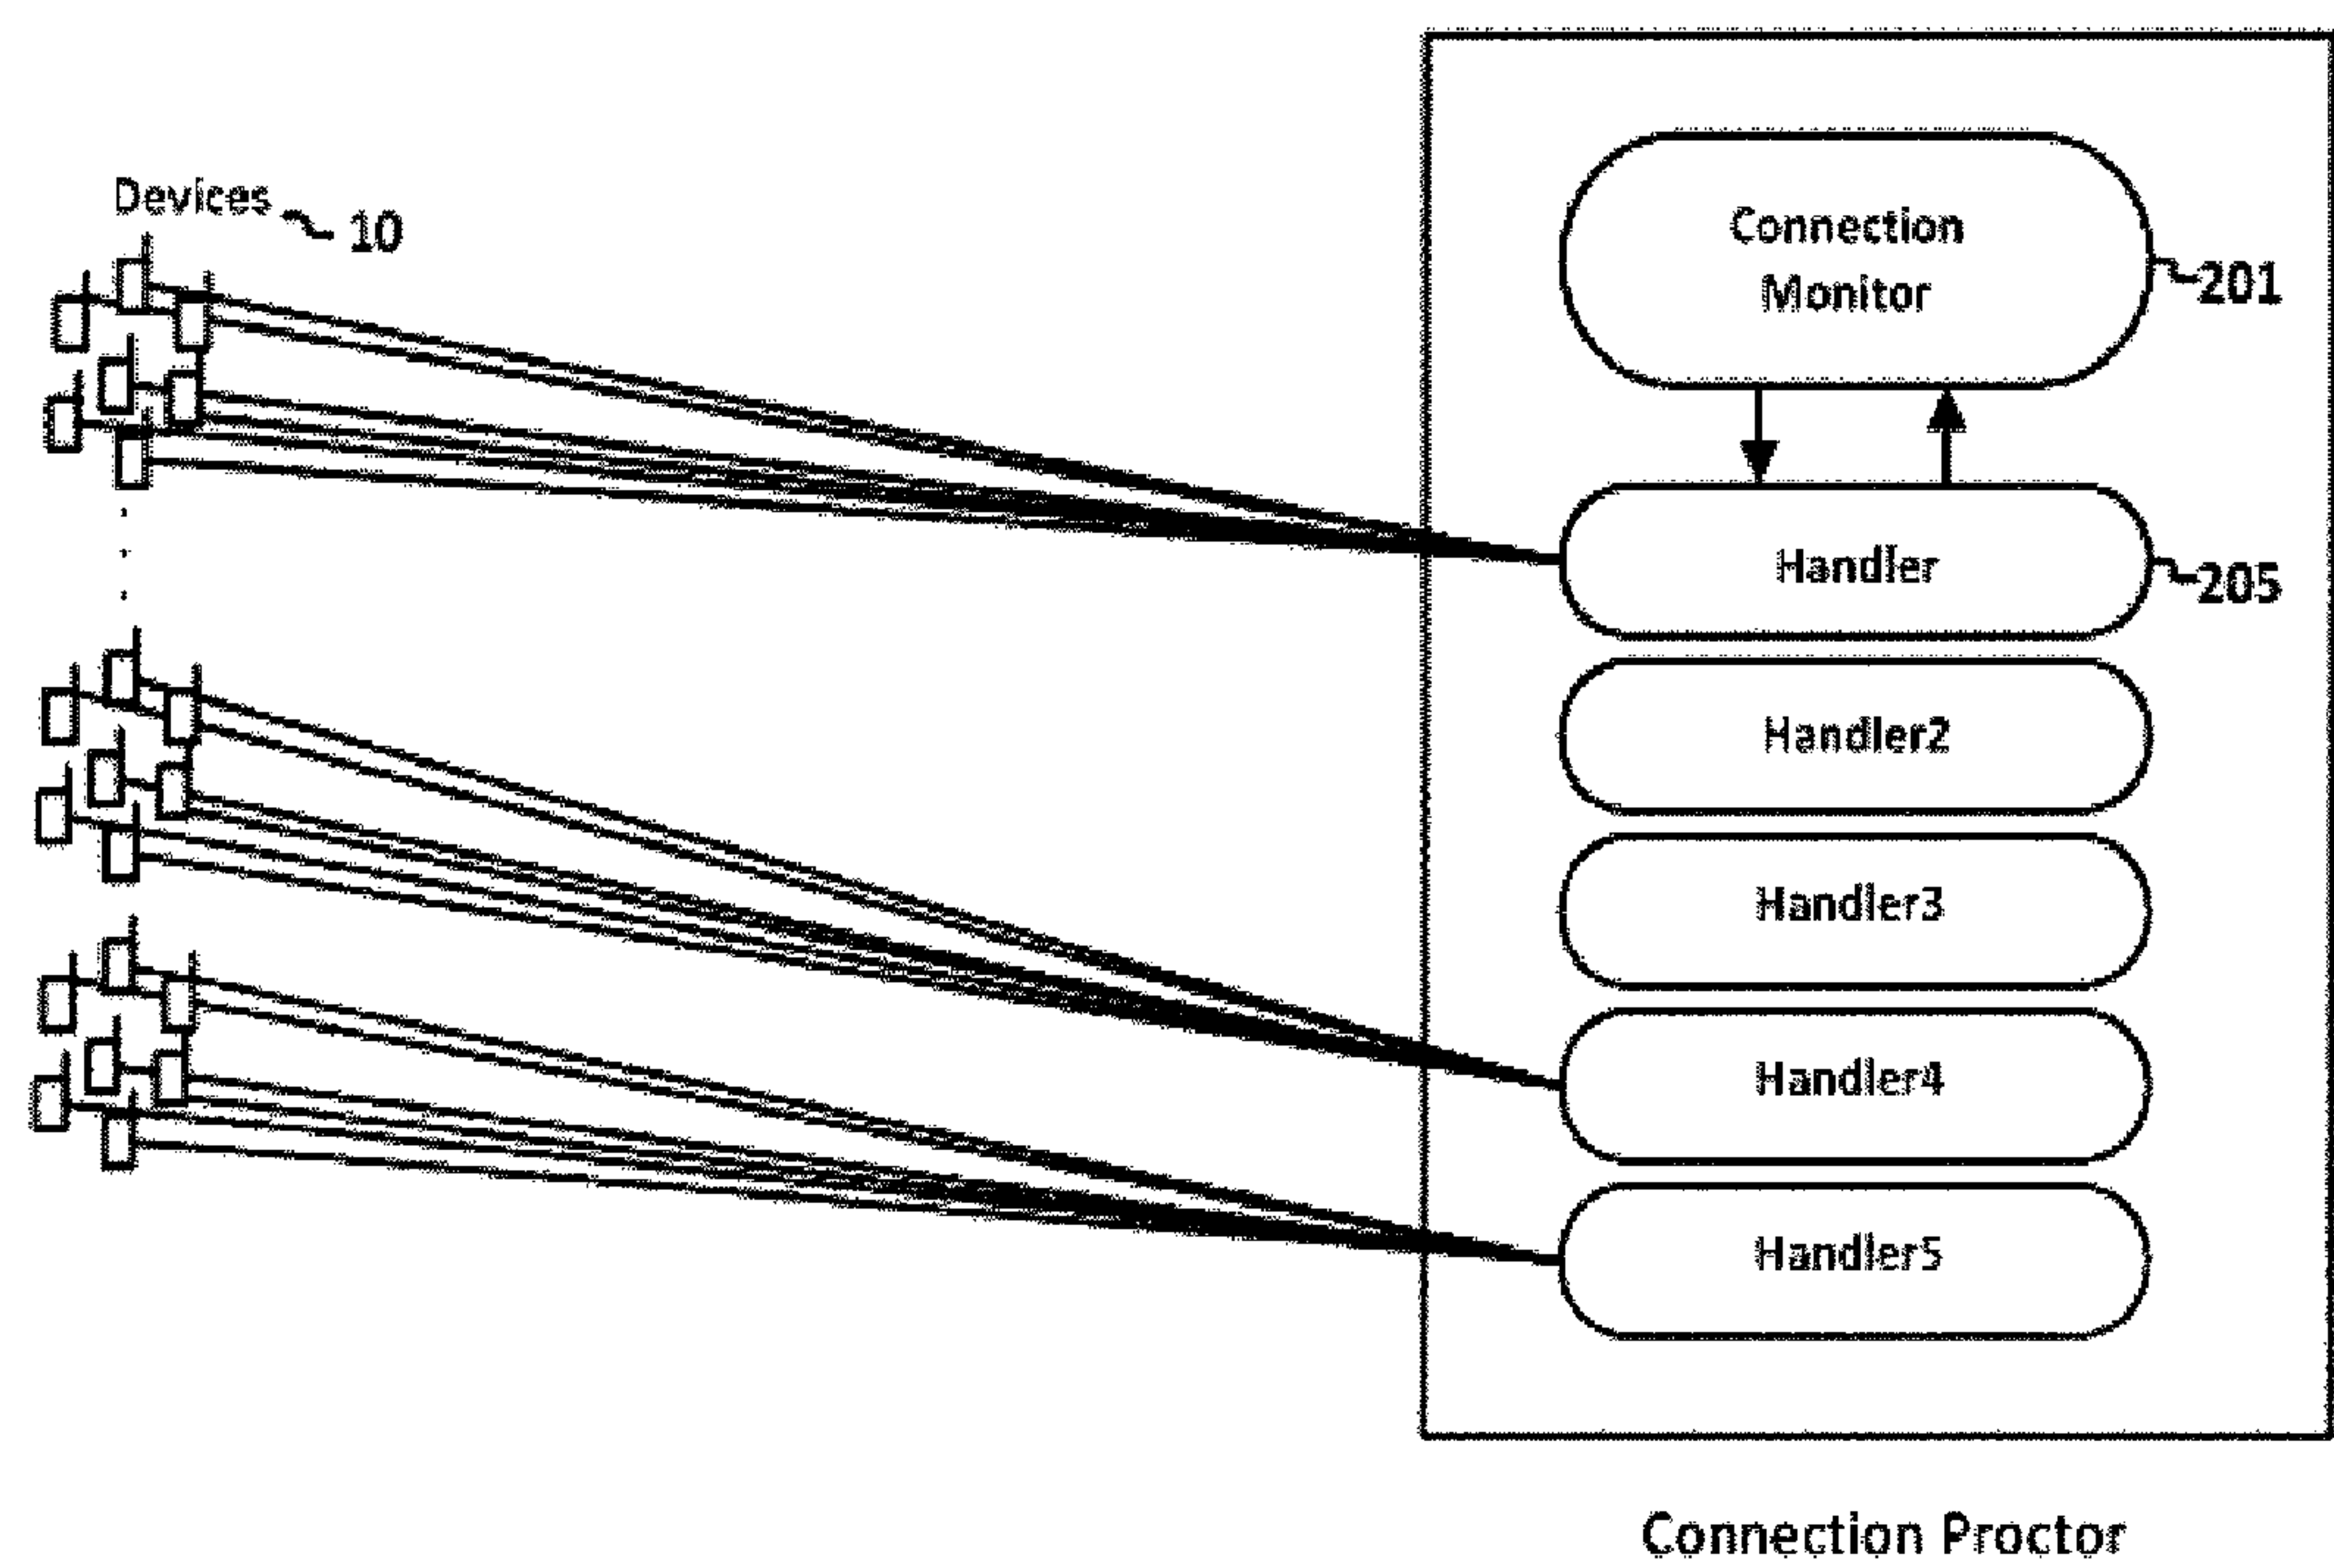 Devices 10
Connection
Monitor
201
Handler
205
Handler2
Handler3
Handler4
Handler5
Connection Proctor